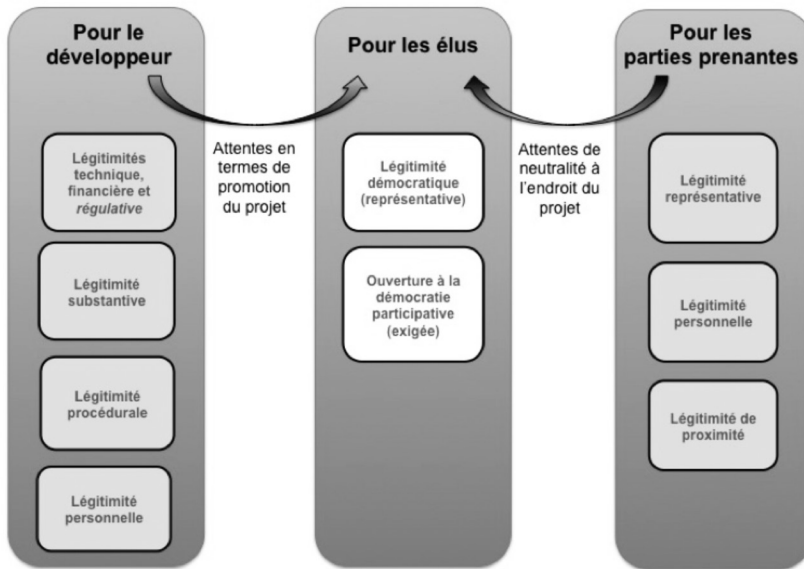 Pour le
développeur
Légitimités
technique,
financière et
régulative
Légitimité
substantive
Légitimité
procédurale
Légitimité
personnelle
Attentes en
termes de
promotion
du projet
Pour les élus
Légitimité
démocratique
(représentative)
Ouverture à la
démocratie
participative
(exigée)
Attentes de
neutralité à
l'endroit du
projet
Pour les
parties prenantes
Légitimité
représentative
Légitimité
personnelle
Légitimité de
proximité